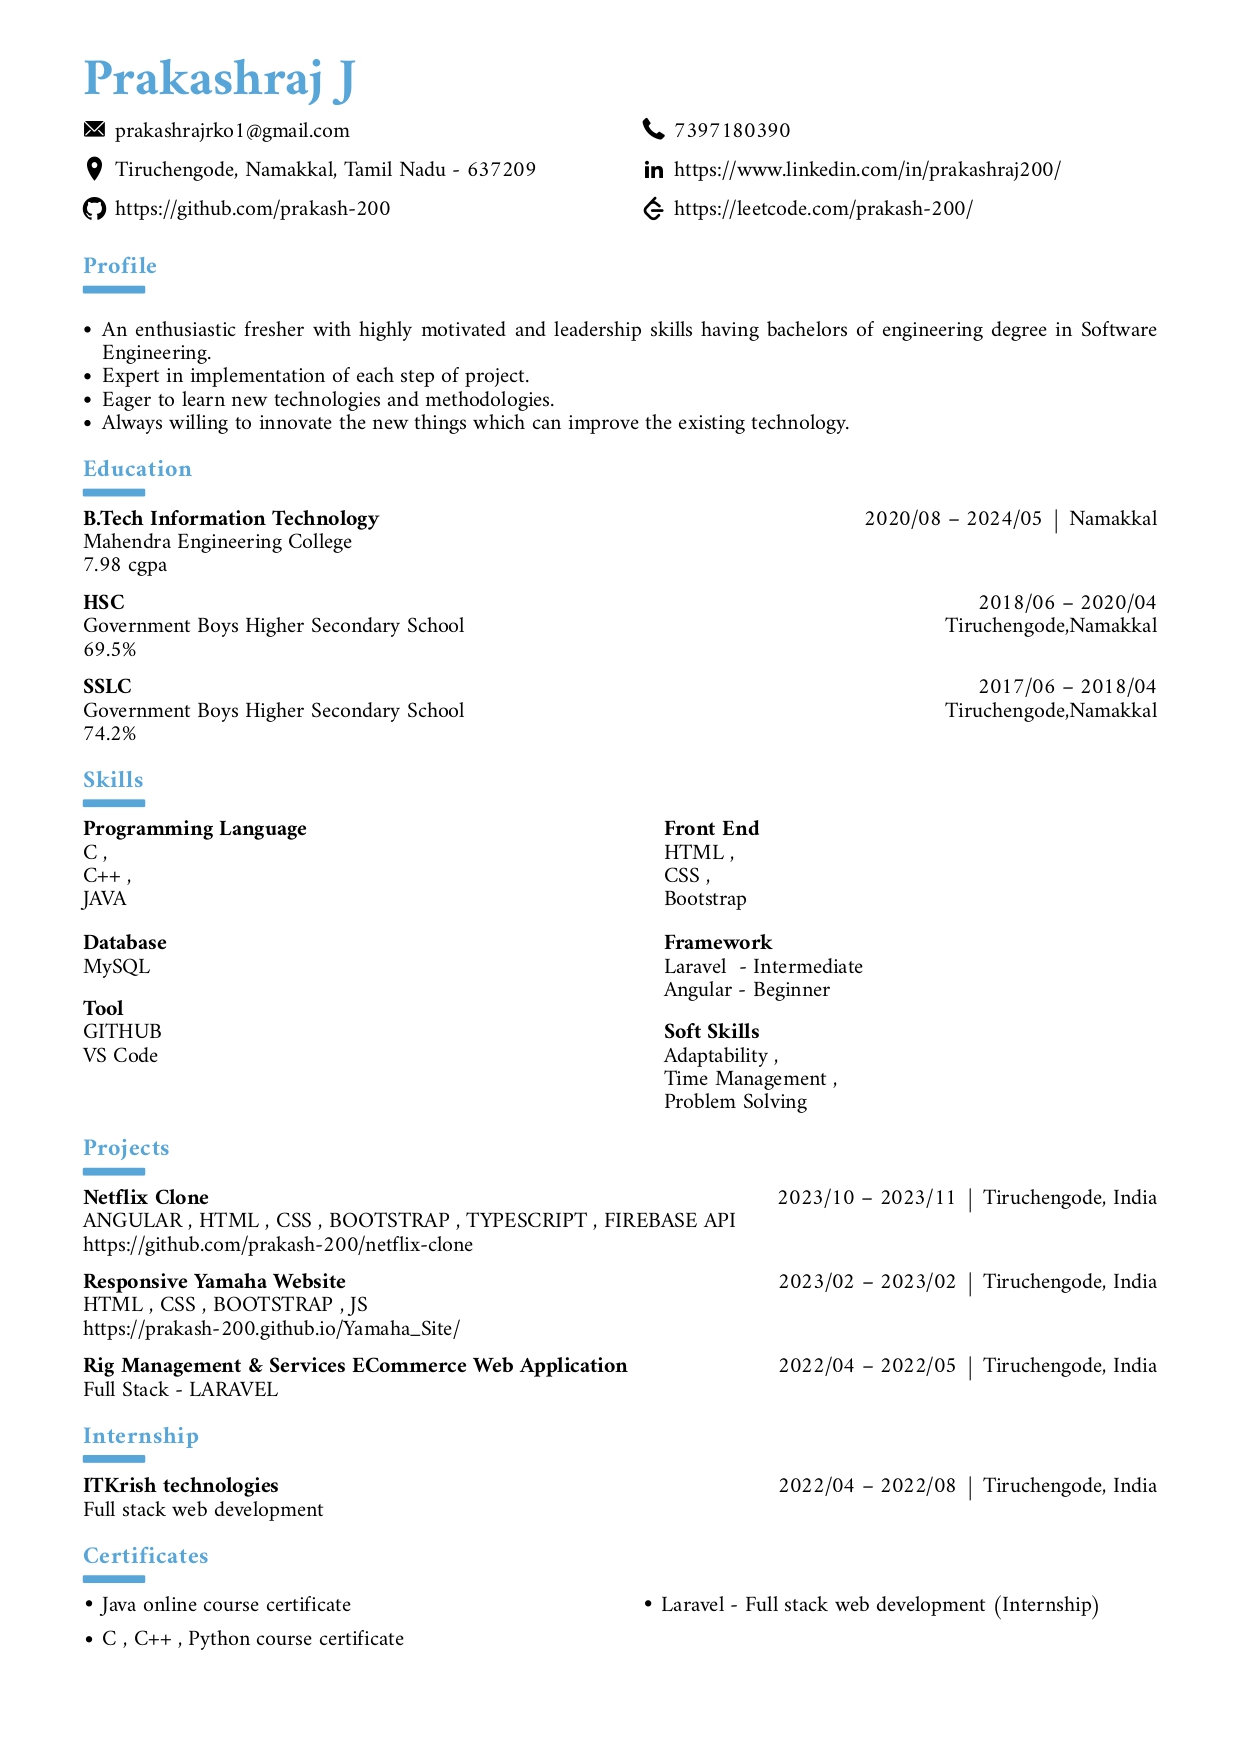 Prakashraj J
prakashrajrko1@gmail.com
7397180390
Tiruchengode, Namakkal, Tamil Nadu - 637209
https://www.linkedin.com/in/prakashraj200/
https://github.com/prakash-200
https://leetcode.com/prakash-200/
Profile
• An enthusiastic fresher with highly motivated and leadership skills having bachelors of engineering degree in Software
Engineering.
• Expert in implementation of each step of project.
• Eager to learn new technologies and methodologies.
• Always willing to innovate the new things which can improve the existing technology.
Education
B.Tech Information Technology 2020/08 – 2024/05 | Namakkal
Mahendra Engineering College
7.98 cgpa
HSC 2018/06 – 2020/04
Government Boys Higher Secondary School Tiruchengode,Namakkal
69.5%
SSLC 2017/06 – 2018/04
Government Boys Higher Secondary School Tiruchengode,Namakkal
74.2%
Skills
Programming Language
C ,
C++ ,
JAVA
Front End
HTML ,
CSS ,
Bootstrap
Database
MySQL
Framework
Laravel - Intermediate
Angular - Beginner
Tool
GITHUB
VS Code
Soft Skills
Adaptability ,
Time Management ,
Problem Solving
Projects
Netflix Clone 2023/10 – 2023/11 | Tiruchengode, India
ANGULAR , HTML , CSS , BOOTSTRAP , TYPESCRIPT , FIREBASE API
https://github.com/prakash-200/netflix-clone
Responsive Yamaha Website 2023/02 – 2023/02 | Tiruchengode, India
HTML , CSS , BOOTSTRAP , JS
https://prakash-200.github.io/Yamaha_Site/
Rig Management & Services ECommerce Web Application 2022/04 – 2022/05 | Tiruchengode, India
Full Stack - LARAVEL
Internship
ITKrish technologies 2022/04 – 2022/08 | Tiruchengode, India
Full stack web development
Certificates
• Java online course certificate
• Laravel - Full stack web development (Internship)
• C , C++ , Python course certificate